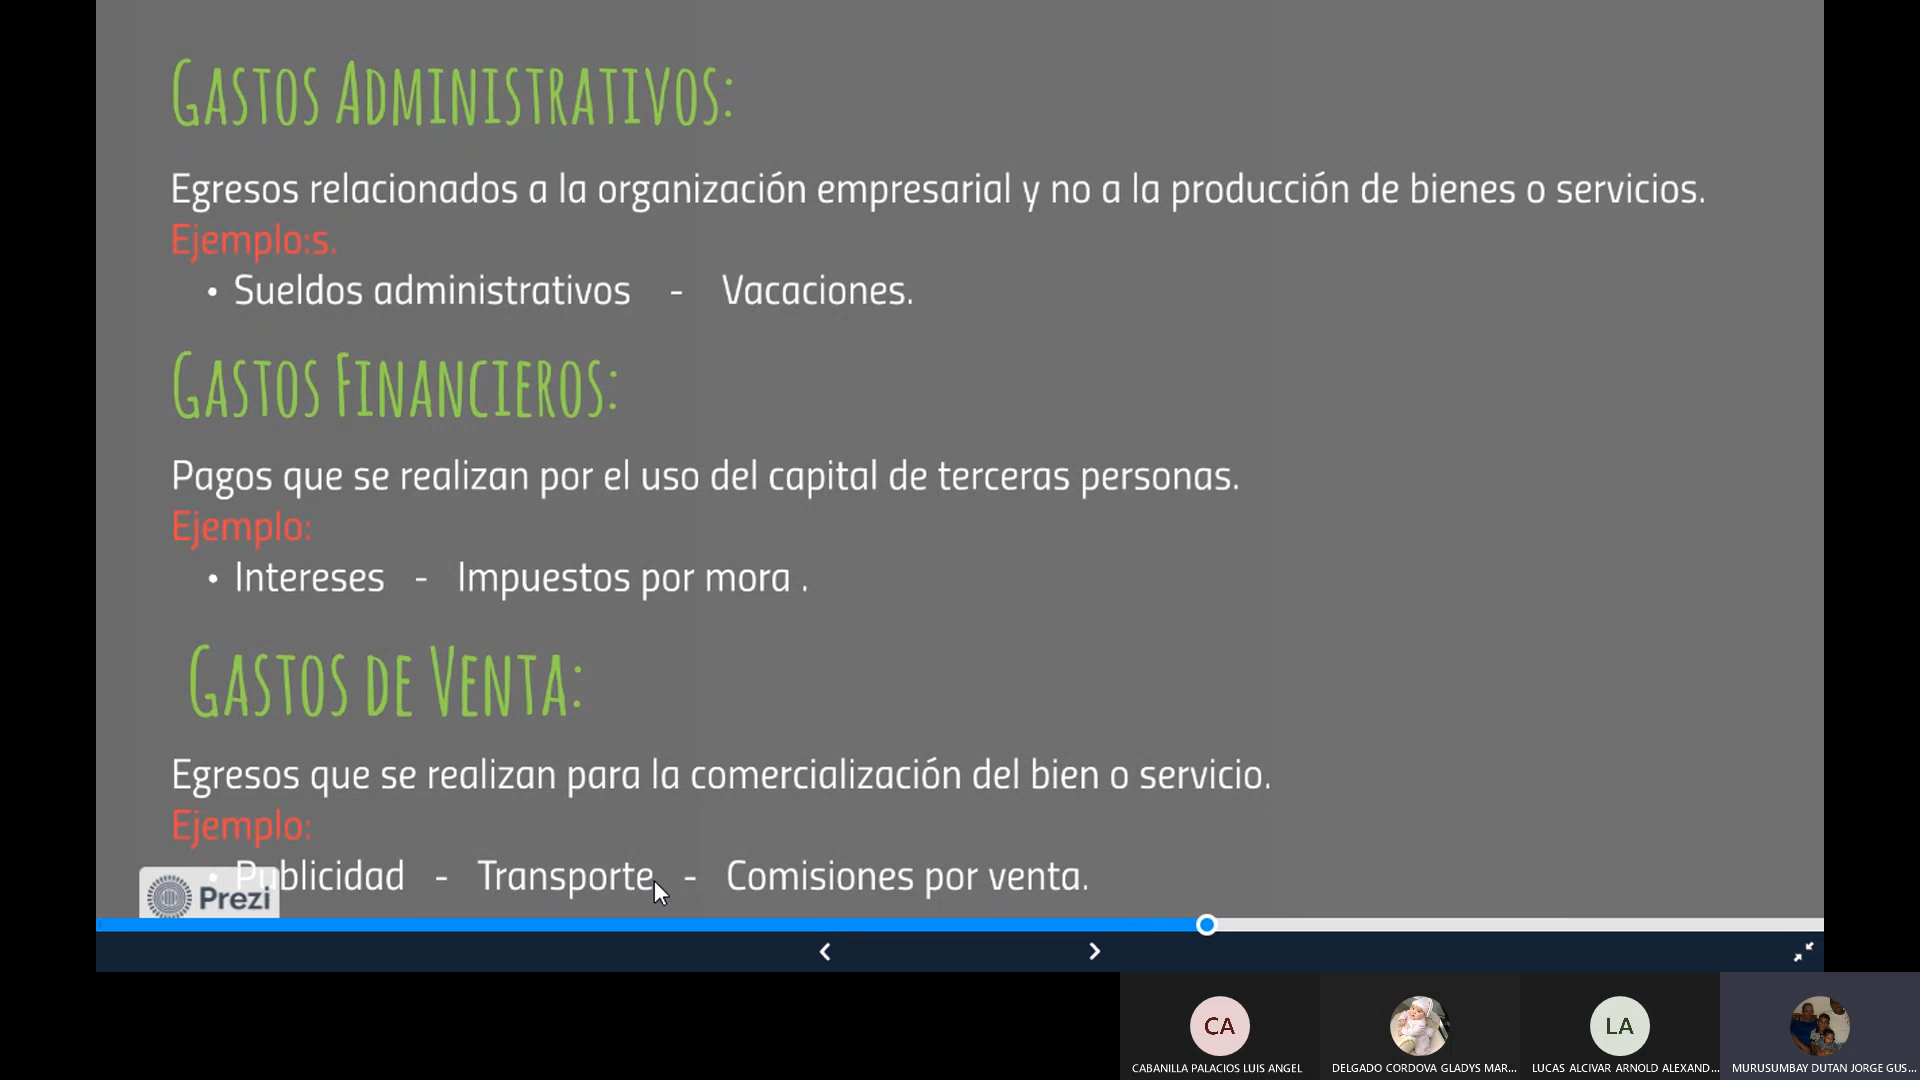 GASTOS ADMINISTRATIVOS:
Egresos relacionados a la organización empresarial y no a la producción de bienes o servicios.
Ejemplo:s.
• Sueldos administrativos - Vacaciones.
GASTOS FINANCIEROS:
Pagos que se realizan por el uso del capital de terceras personas.
Ejemplo:
• Intereses - Impuestos por mora .
GASTOS DE VENTA:
Egresos que se realizan para la comercialización del bien o servicio.
Ejemplo:
• Publicidad - Transporte - Comisiones por venta.
Prezi
CA
LA
CABANILLA PALACIOS LUIS ANGEL
DELGADO CORDOVA GLADYS MAR...
LUCAS ALCIVAR ARNOLD ALEXAND...
MURUSUMBAY DUTAN JORGE GUS...